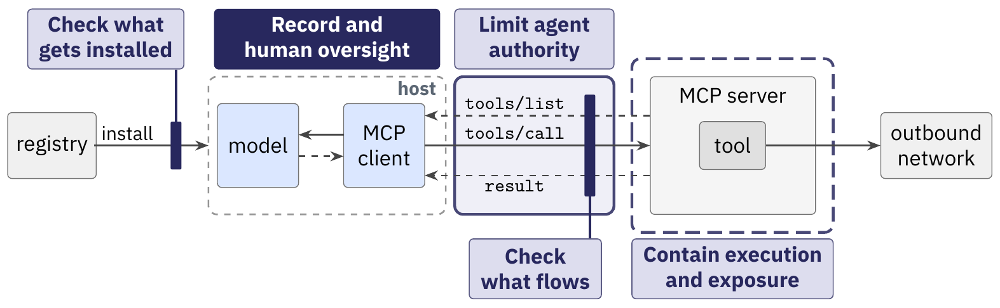 Check what
gets installed
Record and
human oversight
Limit agent
authority
host
registry
install
model
MCP
client
tools/list
tools/call
result
MCP server
tool
outbound
network
Check
what flows
Contain execution
and exposure